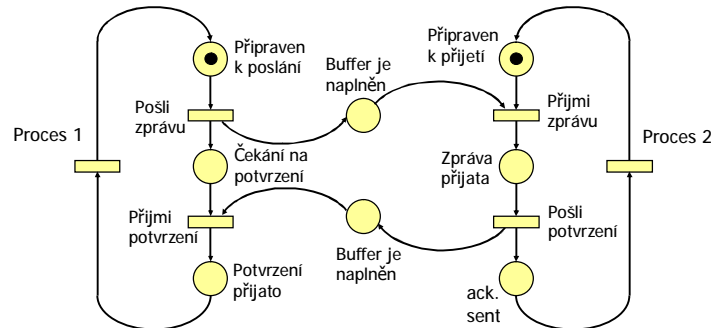 Připraven
k poslání
Buffer je
naplněn
Připraven
k přijetí
Pošli
zprávu
Přijmi
zprávu
Proces 1
Čekání na
potvrzení
Zpráva
přijata
Proces 2
Přijmi
potvrzení
Pošli
potvrzení
Buffer je
naplněn
Potvrzení
přijato
ack.
sent